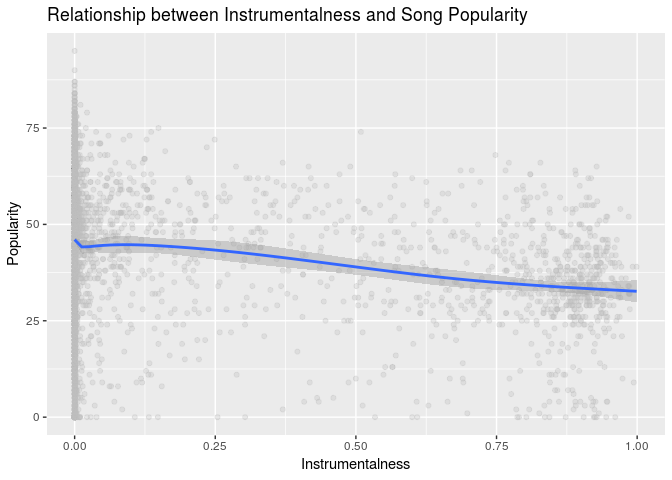 Relationship between Instrumentalness and Song Popularity
Popularity
75
50
25
0
0.00 0.25 0.50 0.75 1.00
Instrumentalness